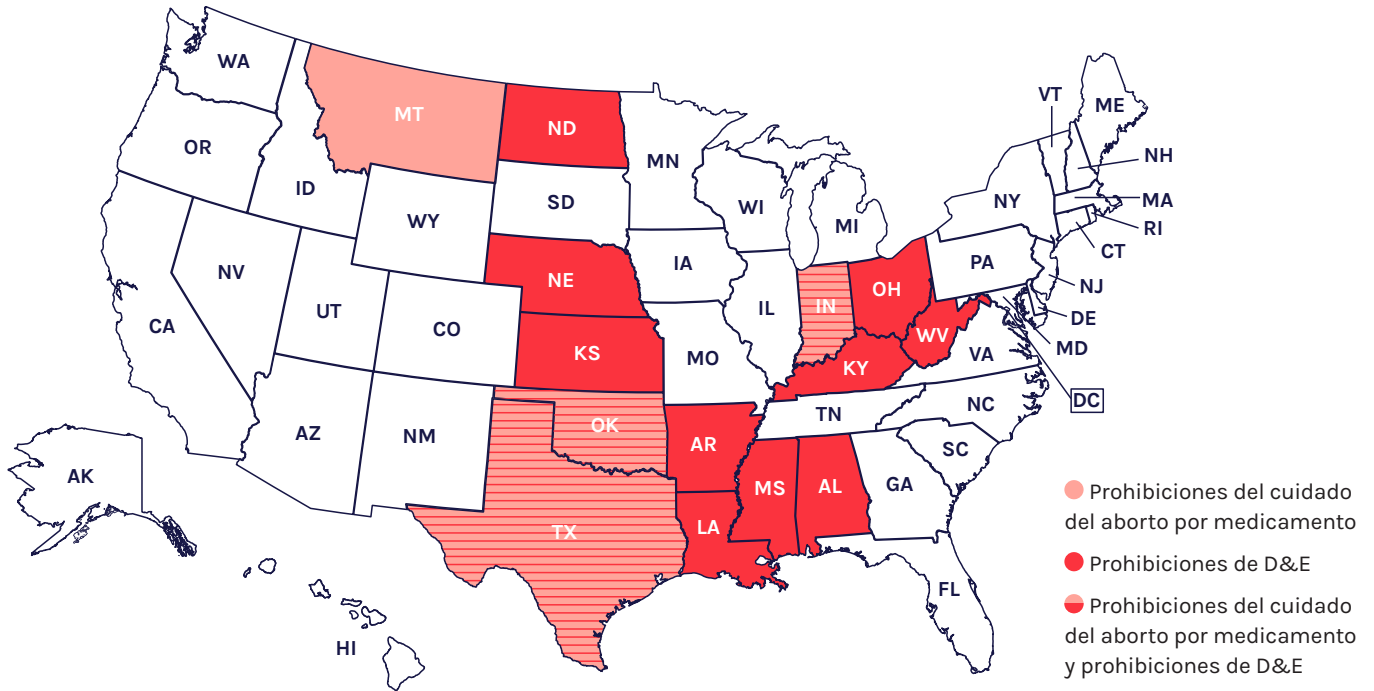 WA
OR
CA
NV
ID
MT
WY
UT
CO
AZ
NM
ND
SD
NE
KS
OK
TX
MN
IA
MO
AR
LA
WI
IL
MI
IN
OH
KY
TN
MS
AL
GA
FL
SC
NC
VA
WV
PA
NY
VT
ME
NH
MA
RI
CT
NJ
DE
MD
DC
AK
HI
Prohibiciones del cuidado
del aborto por medicamento
Prohibiciones de D&E
Prohibiciones del cuidado
del aborto por medicamento
y prohibiciones de D&E